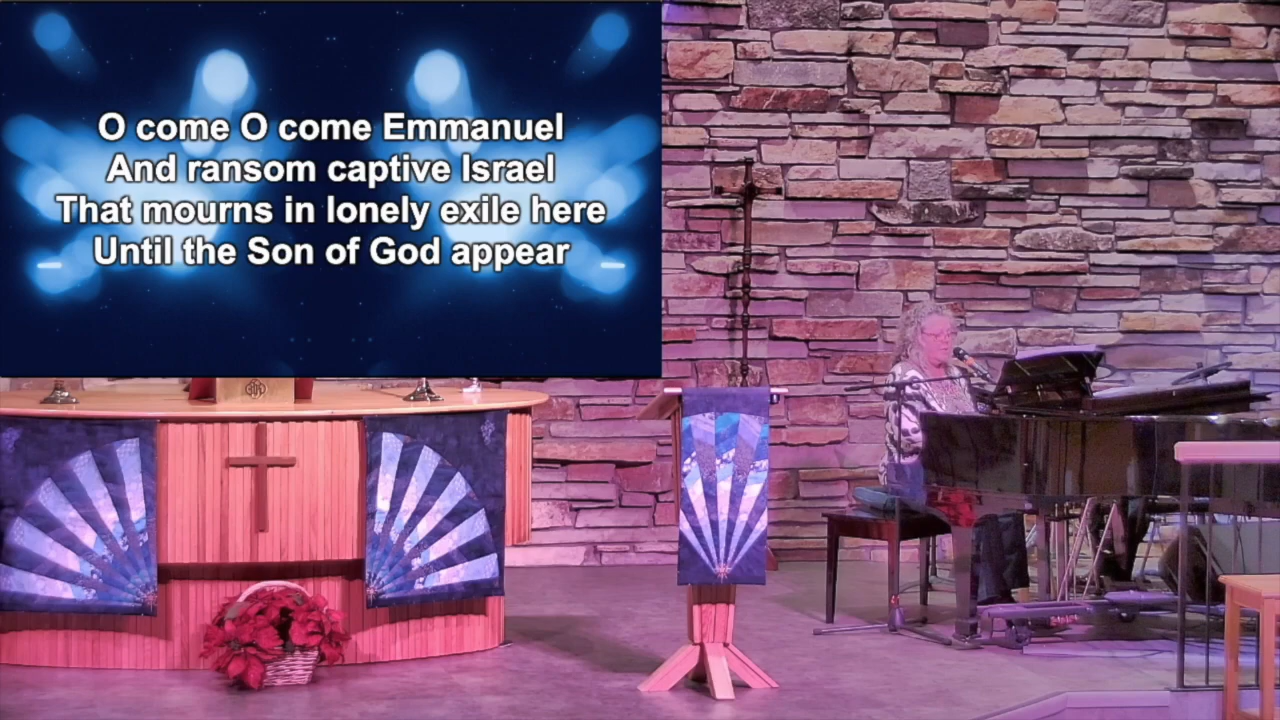 O come O come Emmanuel
And ransom captive Israel
That mourns in lonely exile here
Until the Son of God appear